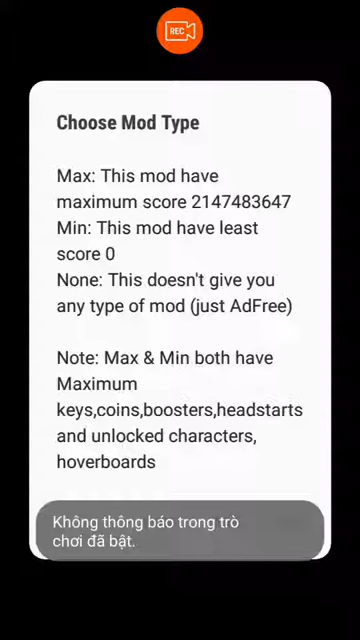 REC
Choose Mod Type
Max: This mod have
maximum score 2147483647
Min: This mod have least
score 0
None: This doesn't give you
any type of mod (just AdFree)
Note: Max & Min both have
Maximum
keys,coins,boosters,headstarts
and unlocked characters,
hoverboards
Không thông báo trong trò
chơi đã bật.